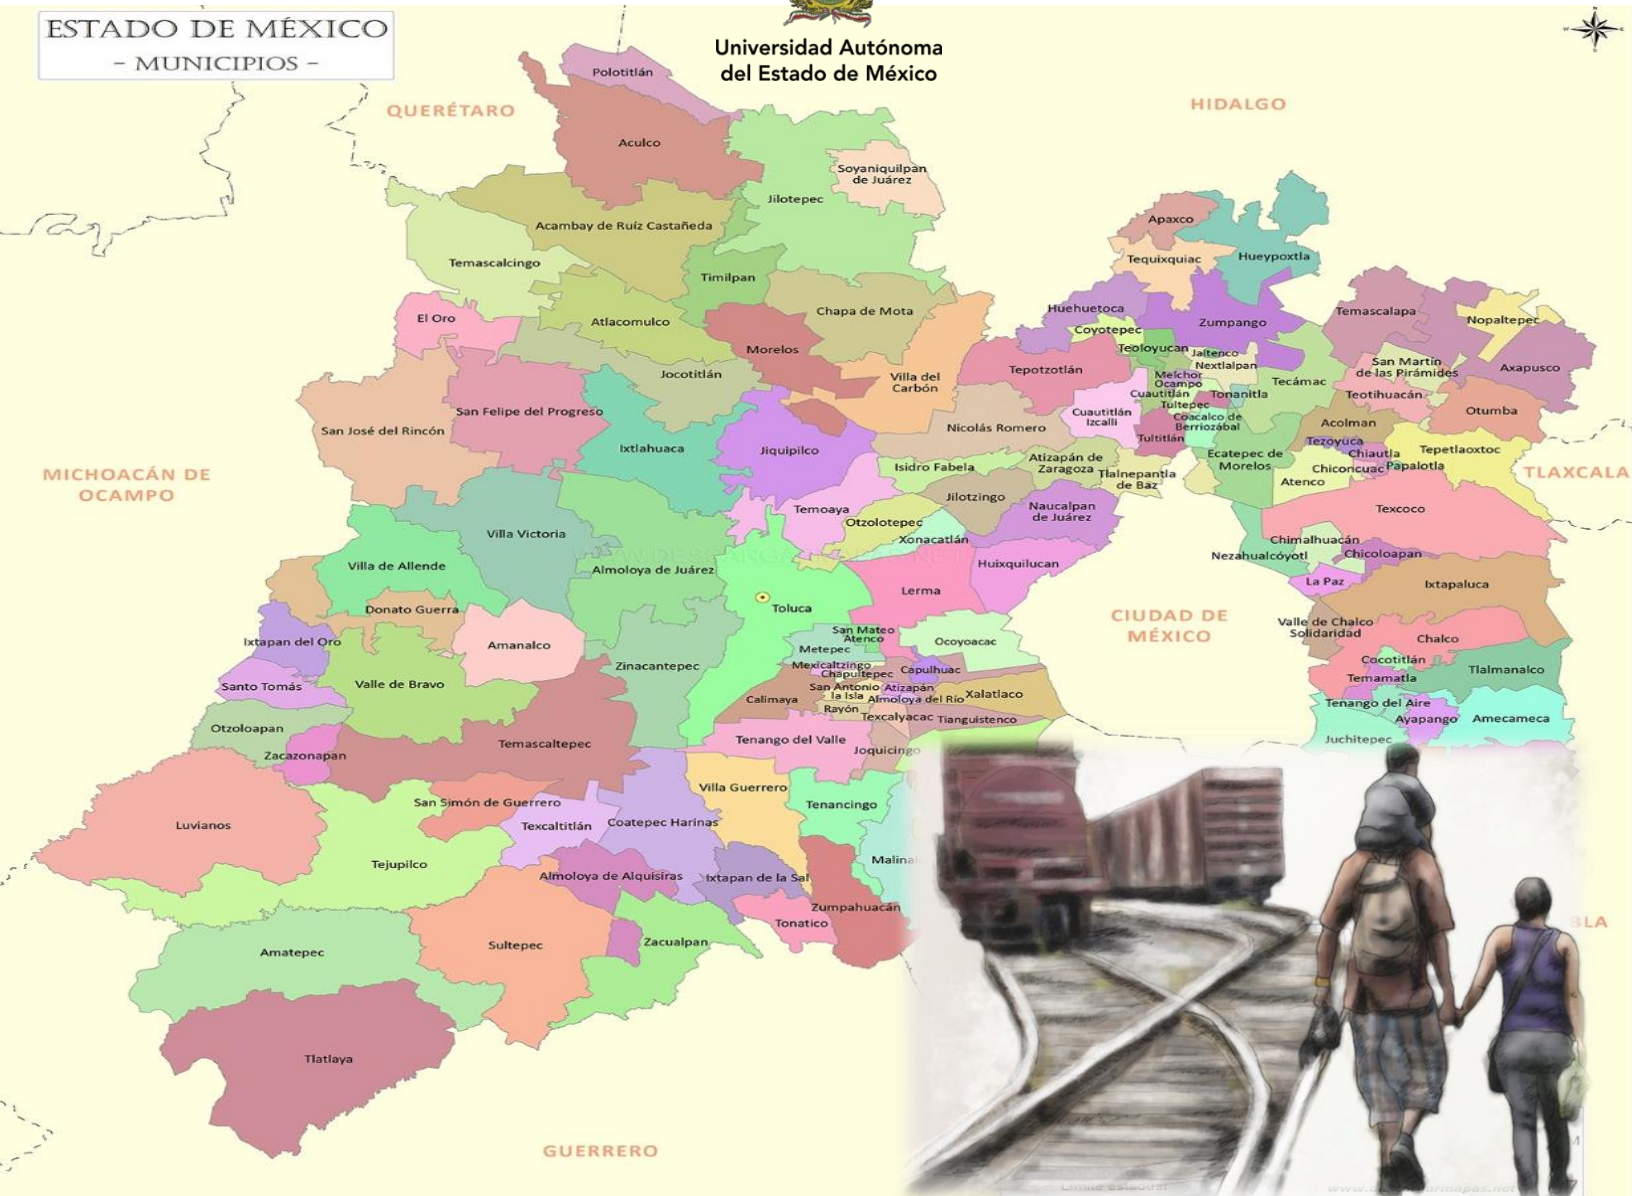 ESTADO DE MÉXICO
- MUNICIPIOS -
Universidad Autónoma
del Estado de México
QUERÉTARO
HIDALGO
Polotitlán
Aculco
Soyaniquilpan
de Juárez
Jilotepec
Acambay de Ruíz Castañeda
Apaxco
Temascalcingo
Timilpan
Tequixquiac
Hueypoxtla
El Oro
Atlacomulco
Chapa de Mota
Huehuetoca
Zumpango
Temascalapa
Nopaltepec
Coyotepec
Morelos
Teoloyucan
Jaltenco
Nextlalpan
San Martín
de las Pirámides
Axapusco
Jocotitlán
Villa del
Carbón
Tepotzotlán
Melchor
Ocampo
Tecámac
Cuautitlán
Tonanitla
Teotihuacán
Tultepec
San José del Rincón
San Felipe del Progreso
Cuautitlán
Izcalli
Coacalco de
Berriozábal
Otumba
Nicolás Romero
Acolman
Tultitlán
Tezoyuca
Ixtlahuaca
Jiquipilco
Atizapán de
Zaragoza
Ecatepec de
Morelos
Chiautla
Tepetlaoxtoc
Isidro Fabela
Tlalnepantla
de Baz
Chiconcuac
Papalotla
Atenco
MICHOACÁN DE
OCAMPO
TLAXCALA
Jilotzingo
Temoaya
Naucalpan
de Juárez
Texcoco
Otzolotepec
Xonacatlán
Villa Victoria
Chimalhuacán
Nezahualcóyotl
Chicoloapan
Villa de Allende
Almoloya de Juárez
Huixquilucan
La Paz
Ixtapaluca
Lerma
Donato Guerra
Toluca
CIUDAD DE
MÉXICO
Valle de Chalco
Solidaridad
Ixtapan del Oro
Amanalco
San Mateo
Atenco
Ocoyoacac
Chalco
Metepec
Zinacantepec
Mexicaltzingo
Capulhuac
Cocotitlán
Tlalmanalco
Chapultepec
Temamatla
Santo Tomás
Valle de Bravo
San Antonio
la Isla
Atizapán
Calimaya
Almoloya del Río
Xalatlaco
Rayón
Tenango del Aire
Texcalyacac
Tianguistenco
Ayapango
Amecameca
Otzoloapan
Temascaltepec
Tenango del Valle
Joquicingo
Juchitepec
Zacazonapan
Villa Guerrero
San Simón de Guerrero
Tenancingo
Luvianos
Texcaltitlán
Coatepec Harinas
Tejupilco
Malinal
Almoloya de Alquisiras
Ixtapan de la Sal
Zumpahuacán
Tonatico
BLA
Sultepec
Zacualpan
Amatepec
Tlatlaya
GUERRERO